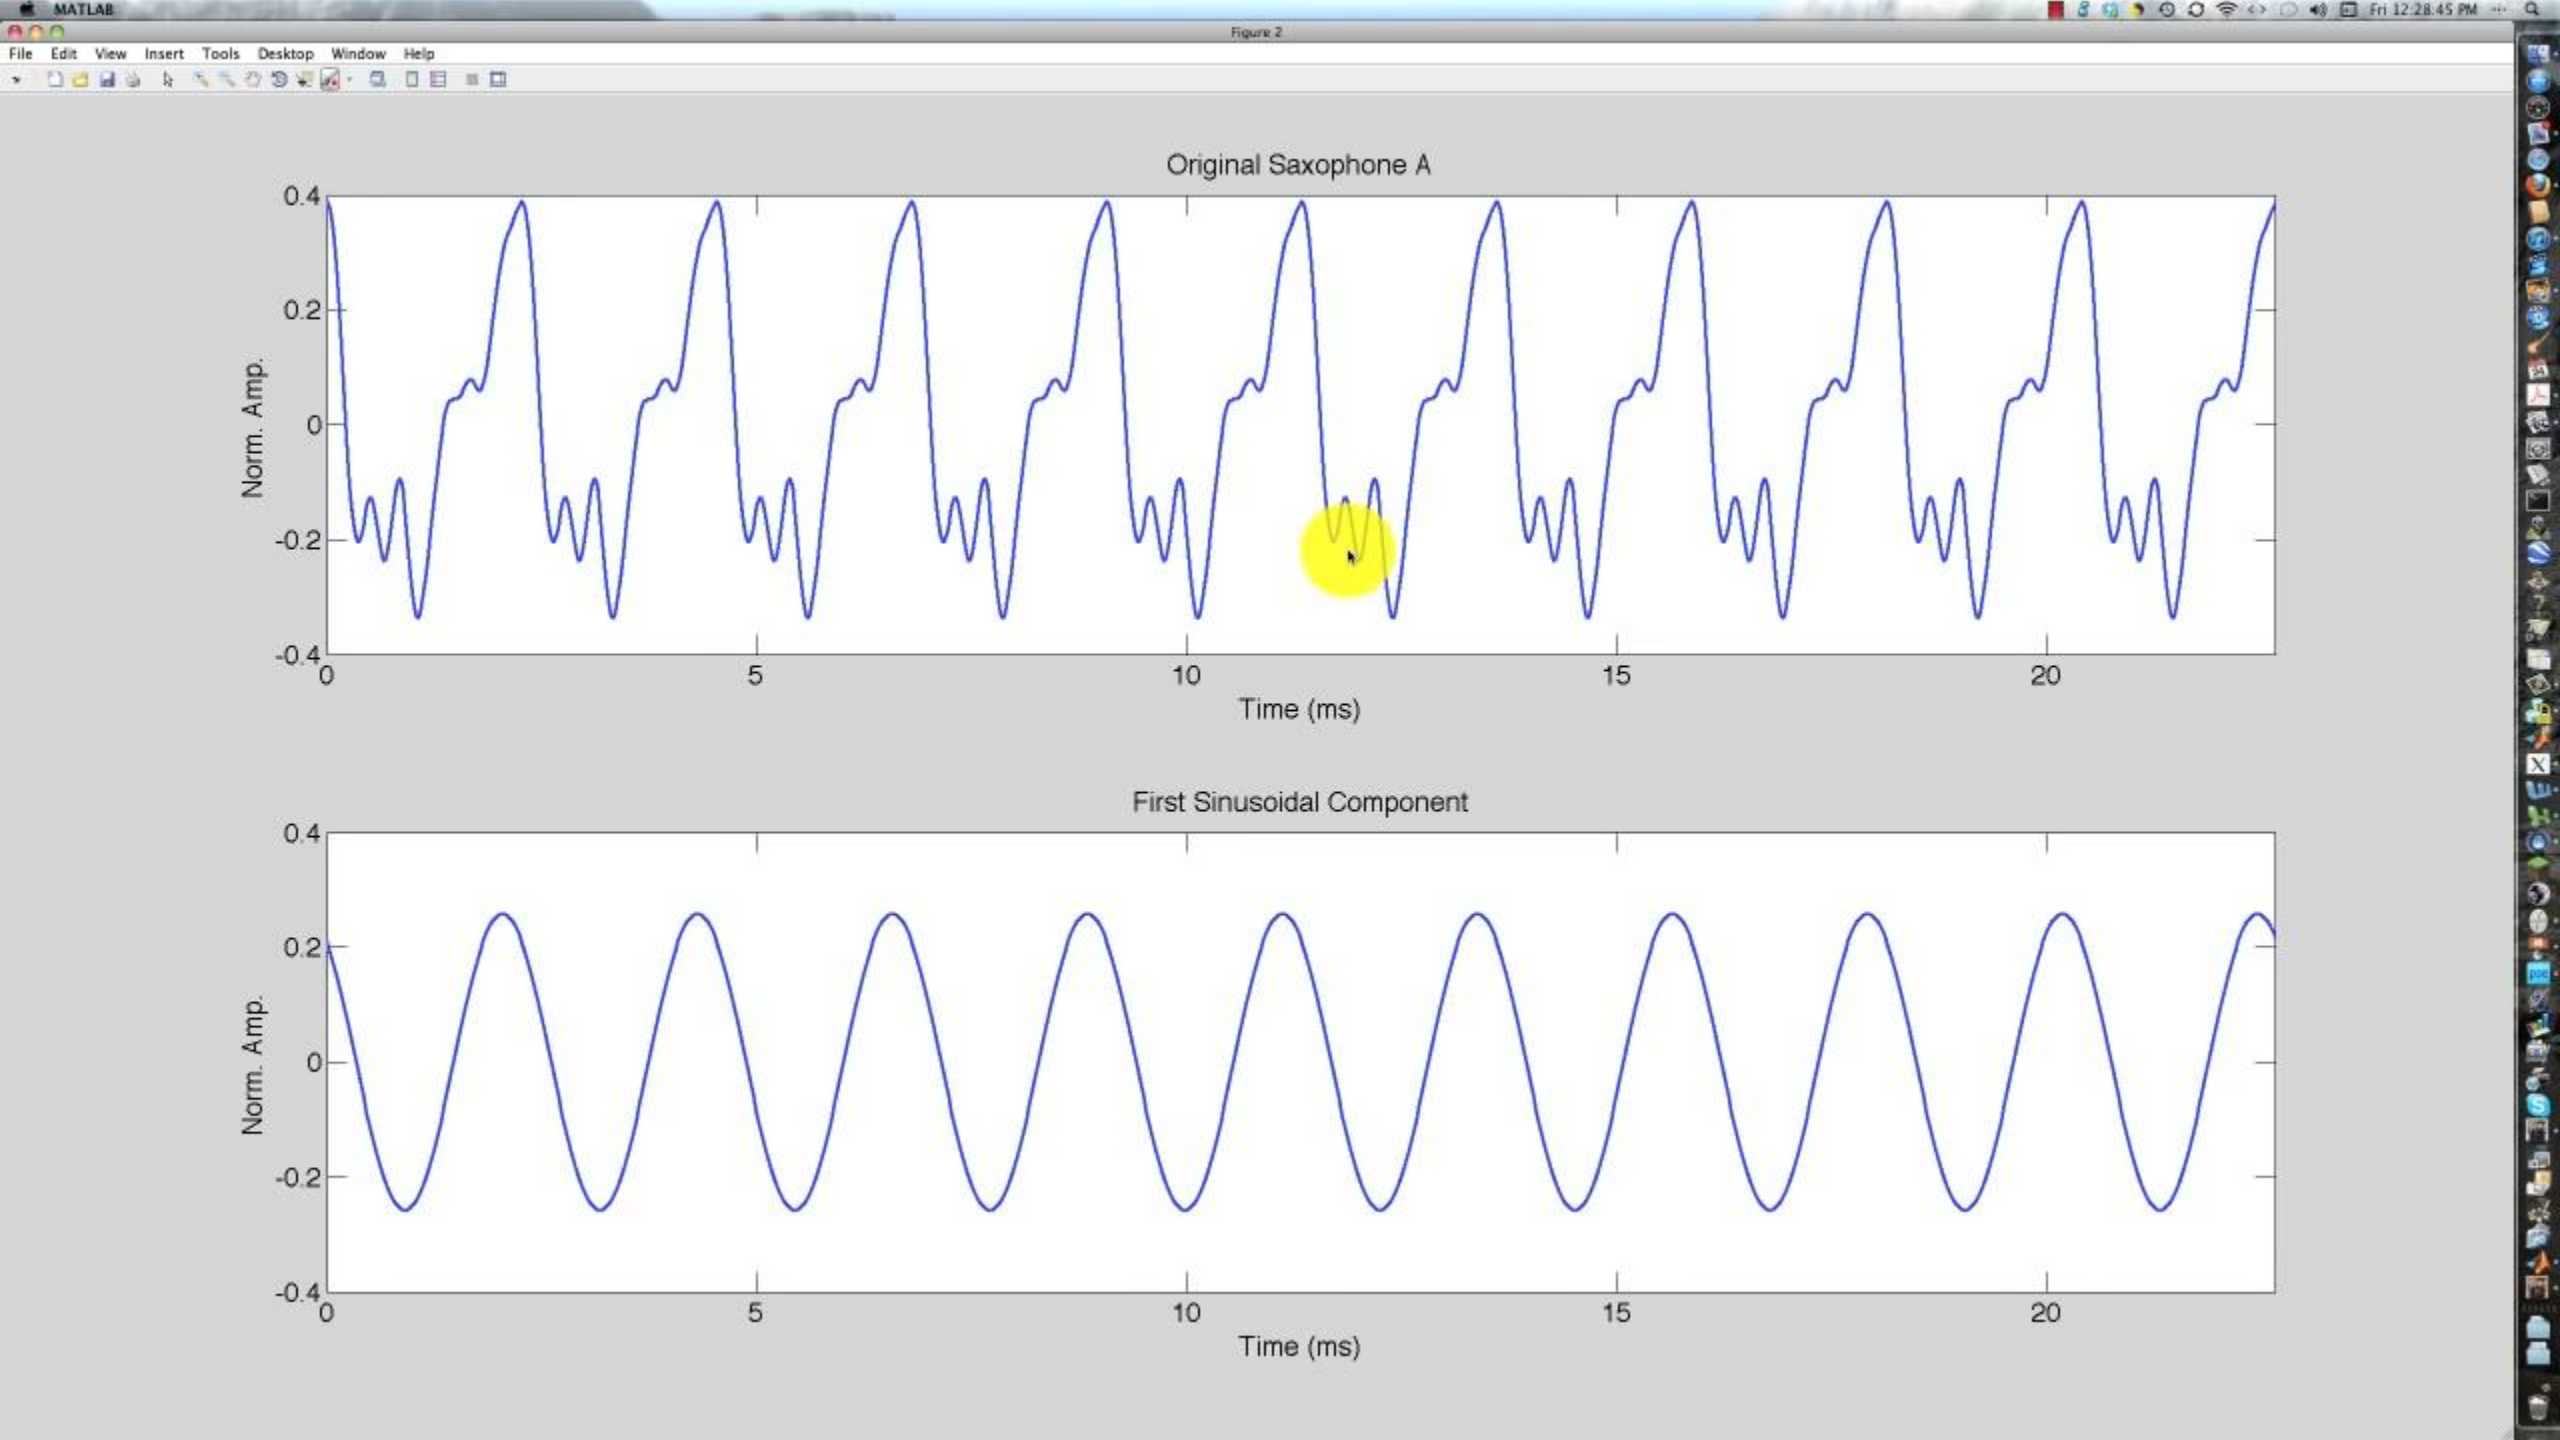 MATLAB
Fri 12:28:45 PM
Figure 2
File Edit View Insert Tools Desktop Window Help
Original Saxophone A
0.4
0.2
0
-0.2
-0.4
Norm. Amp.
0 5 10 15 20
Time (ms)
First Sinusoidal Component
0.4
0.2
0
-0.2
-0.4
Norm. Amp.
0 5 10 15 20
Time (ms)